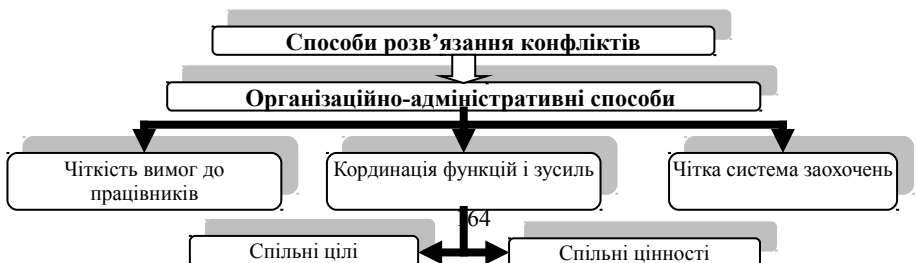 Способи розв’язання конфліктів
Організаційно-адміністративні способи
Чіткість вимог до
працівників
Кординація функцій і зусиль
Чітка система заохочень
164
Спільні цілі
Спільні цінності